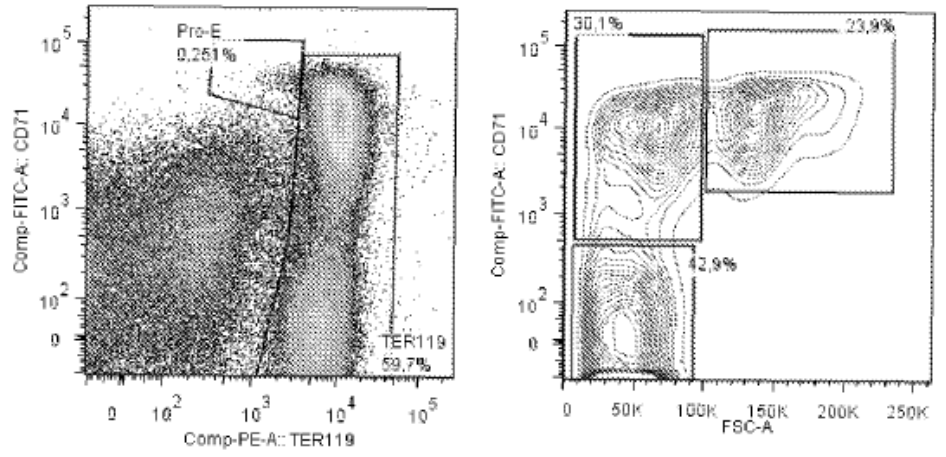 Pro-E
0,251%
10^5
10^4
10^3
10^2
0
Comp-FITC-A:: CD71
TER119
59,7%
0
10^2
10^3
10^4
10^5
Comp-PE-A:: TER119
30,1%
23,9%
10^5
10^4
10^3
10^2
0
Comp-FITC-A:: CD71
42,9%
0
50K
100K
150K
200K
250K
FSC-A